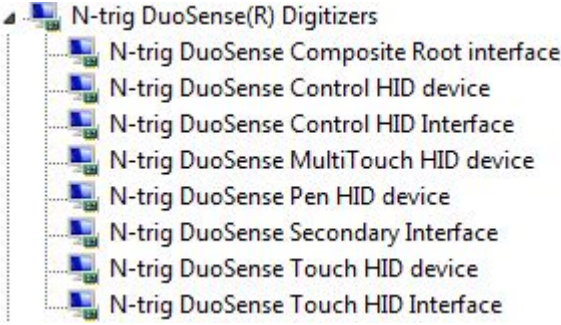 N-trig DuoSense(R) Digitizers
N-trig DuoSense Composite Root interface
N-trig DuoSense Control HID device
N-trig DuoSense Control HID Interface
N-trig DuoSense MultiTouch HID device
N-trig DuoSense Pen HID device
N-trig DuoSense Secondary Interface
N-trig DuoSense Touch HID device
N-trig DuoSense Touch HID Interface